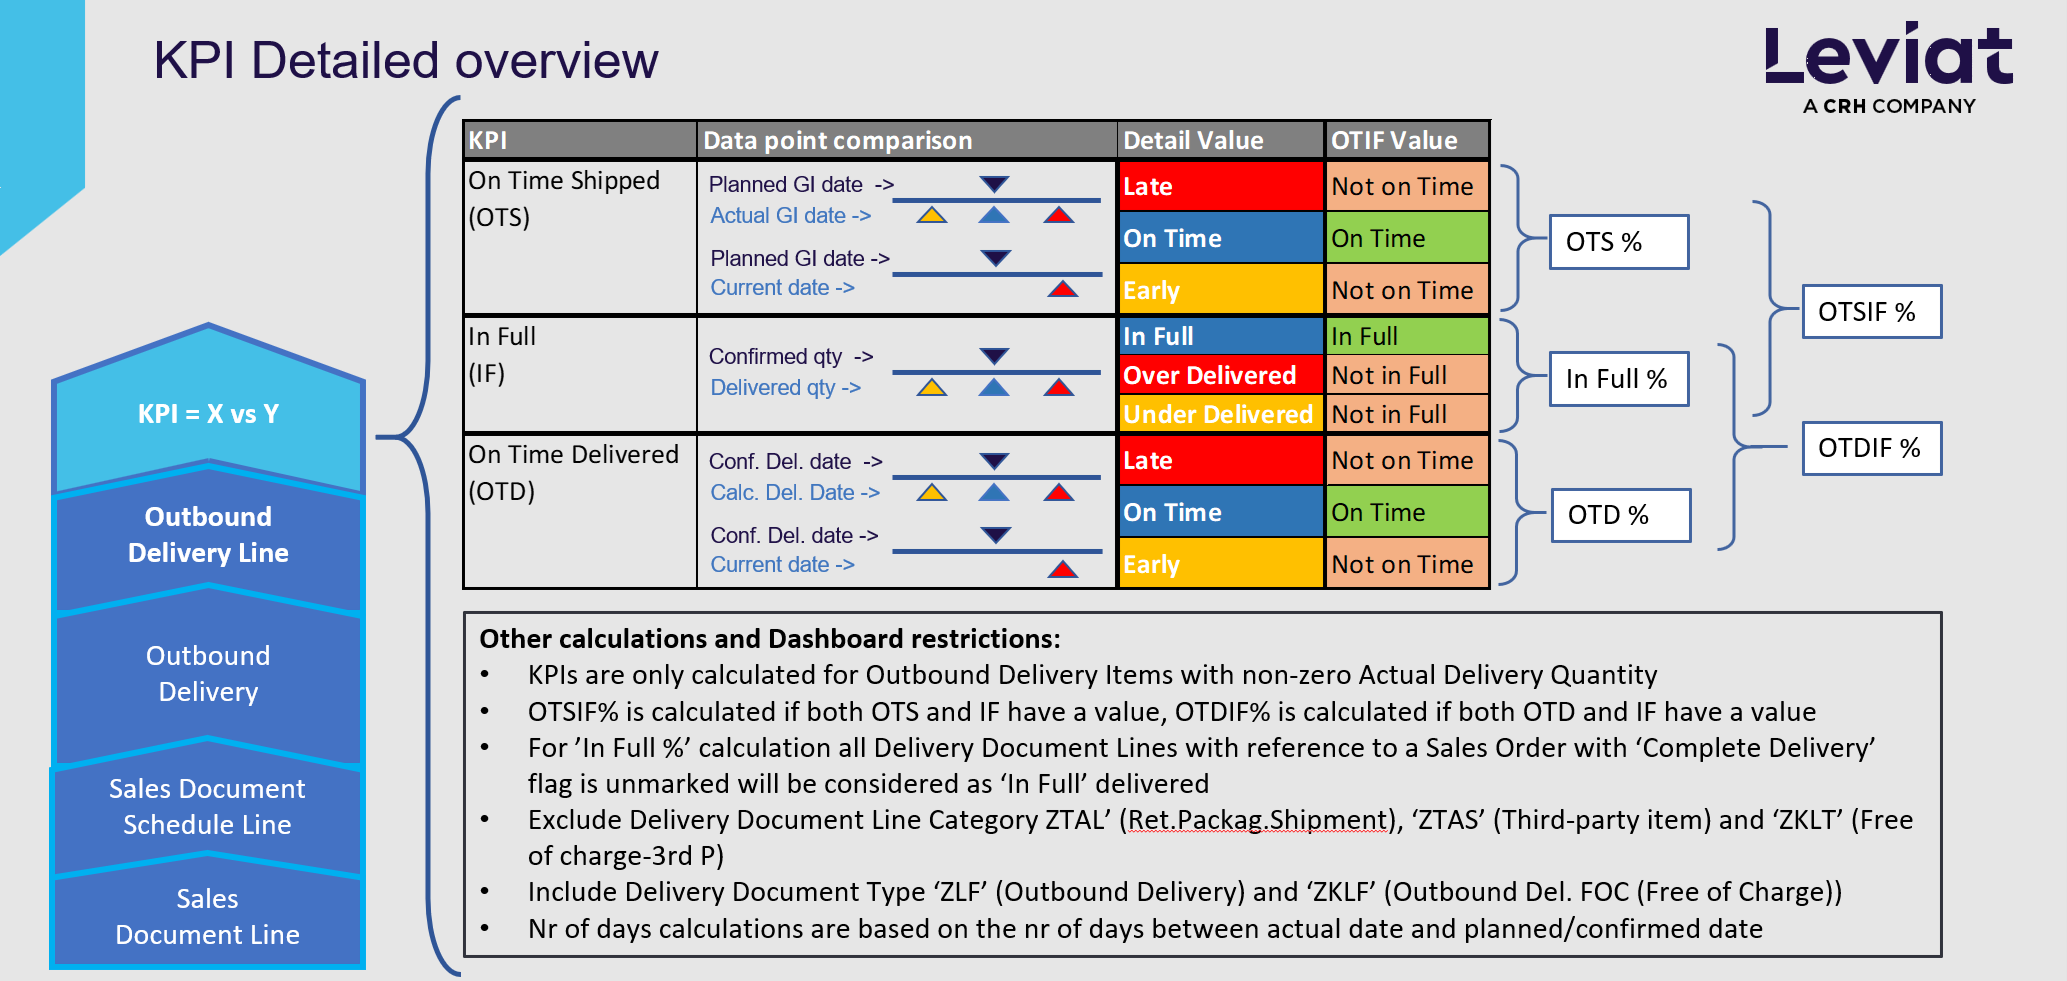 KPI Detailed overview
Leviat
A CRH COMPANY
KPI = X vs Y
Outbound
Delivery Line
Outbound
Delivery
Sales Document
Schedule Line
Sales
Document Line
KPI Data point comparison Detail Value OTIF Value
On Time Shipped
(OTS)
Planned GI date ->
Actual GI date ->
Planned GI date ->
Current date ->
Late Not on Time
On Time On Time
Early Not on Time
In Full
(IF)
Confirmed qty ->
Delivered qty ->
In Full In Full
Over Delivered Not in Full
Under Delivered Not in Full
On Time Delivered
(OTD)
Conf. Del. date ->
Calc. Del. Date ->
Conf. Del. date ->
Current date ->
Late Not on Time
On Time On Time
Early Not on Time
OTS %
In Full %
OTD %
OTSIF %
OTDIF %
Other calculations and Dashboard restrictions:
• KPIs are only calculated for Outbound Delivery Items with non-zero Actual Delivery Quantity
• OTSIF% is calculated if both OTS and IF have a value, OTDIF% is calculated if both OTD and IF have a value
• For ’In Full %’ calculation all Delivery Document Lines with reference to a Sales Order with ‘Complete Delivery’
flag is unmarked will be considered as ‘In Full’ delivered
• Exclude Delivery Document Line Category ZTAL’ (Ret.Packag.Shipment), ‘ZTAS’ (Third-party item) and ‘ZKLT’ (Free
of charge-3rd P)
• Include Delivery Document Type ‘ZLF’ (Outbound Delivery) and ‘ZKLF’ (Outbound Del. FOC (Free of Charge))
• Nr of days calculations are based on the nr of days between actual date and planned/confirmed date